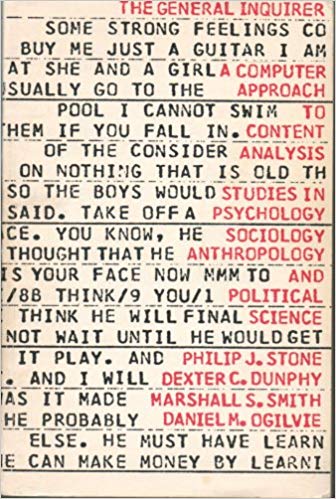 THE GENERAL INQUIRER
SOME STRONG FEELINGS CO
BUY ME JUST A GUITAR I AM
AT SHE AND A GIRL A COMPUTER
USUALLY GO TO THE APPROACH
POOL I CANNOT SWIM TO
THEM IF YOU FALL IN. CONTENT
OF THE CONSIDER ANALYSIS
ON NOTHING THAT IS OLD TH
SO THE BOYS WOULD STUDIES IN
SAID. TAKE OFF A PSYCHOLOGY
CE. YOU KNOW, HE SOCIOLOGY
THOUGHT THAT HE ANTHROPOLOGY
IS YOUR FACE NOW MMM TO AND
/88 THINK/9 YOU/1 POLITICAL
THINK HE WILL FINAL SCIENCE
NOT WAIT UNTIL HE WOULD GET
IT PLAY. AND PHILIP J. STONE
. AND I WILL DEXTER C. DUNPHY
AS IT MADE MARSHALL S. SMITH
HE PROBABLY DANIEL M. OGILVIE
ELSE. HE MUST HAVE LEARN
E CAN MAKE MONEY BY LEARNI